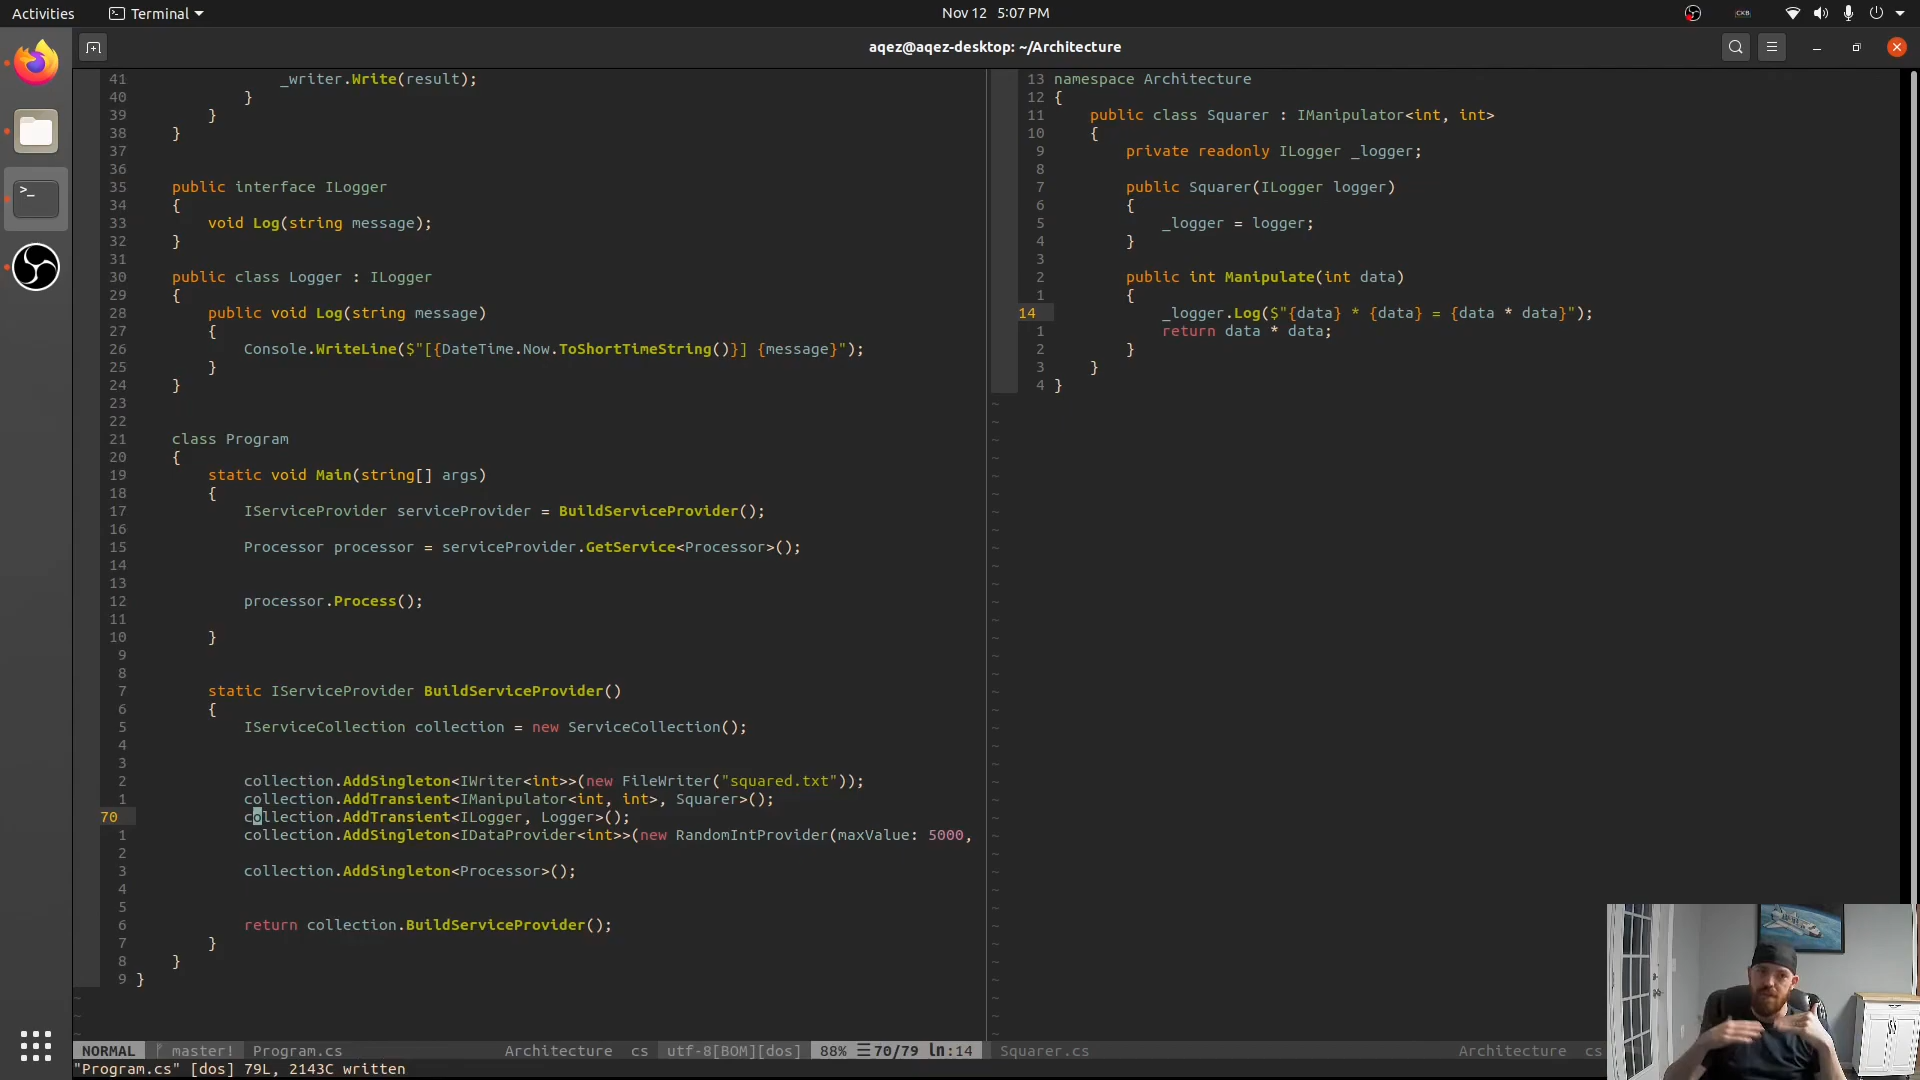 Activities
Terminal
Nov 12 5:07 PM
aqez@aqez-desktop: ~/Architecture
41 _writer.Write(result);
40 }
39 }
38 }
37
36
35 public interface ILogger
34 {
33 void Log(string message);
32 }
31
30 public class Logger : ILogger
29 {
28 public void Log(string message)
27 {
26 Console.WriteLine($"[{DateTime.Now.ToShortTimeString()}] {message}");
25 }
24 }
23
22
21 class Program
20 {
19 static void Main(string[] args)
18 {
17 IServiceProvider serviceProvider = BuildServiceProvider();
16
15 Processor processor = serviceProvider.GetService<Processor>();
14
13
12 processor.Process();
11
10 }
9
8
7 static IServiceProvider BuildServiceProvider()
6 {
5 IServiceCollection collection = new ServiceCollection();
4
3
2 collection.AddSingleton<IWriter<int>>(new FileWriter("squared.txt"));
1 collection.AddTransient<IManipulator<int, int>, Squarer>();
70 collection.AddTransient<ILogger, Logger>();
1 collection.AddSingleton<IDataProvider<int>>(new RandomIntProvider(maxValue: 5000,
2
3 collection.AddSingleton<Processor>();
4
5
6 return collection.BuildServiceProvider();
7 }
8 }
9 }
~
~
~
NORMAL master! Program.cs Architecture cs utf-8[BOM][dos] 88% ☰70/79 ln:14
"Program.cs" [dos] 79L, 2143C written
13 namespace Architecture
12 {
11 public class Squarer : IManipulator<int, int>
10 {
9 private readonly ILogger _logger;
8
7 public Squarer(ILogger logger)
6 {
5 _logger = logger;
4 }
3
2 public int Manipulate(int data)
1 {
14 _logger.Log($"{data} * {data} = {data * data}");
1 return data * data;
2 }
3 }
4 }
Squarer.cs Architecture cs